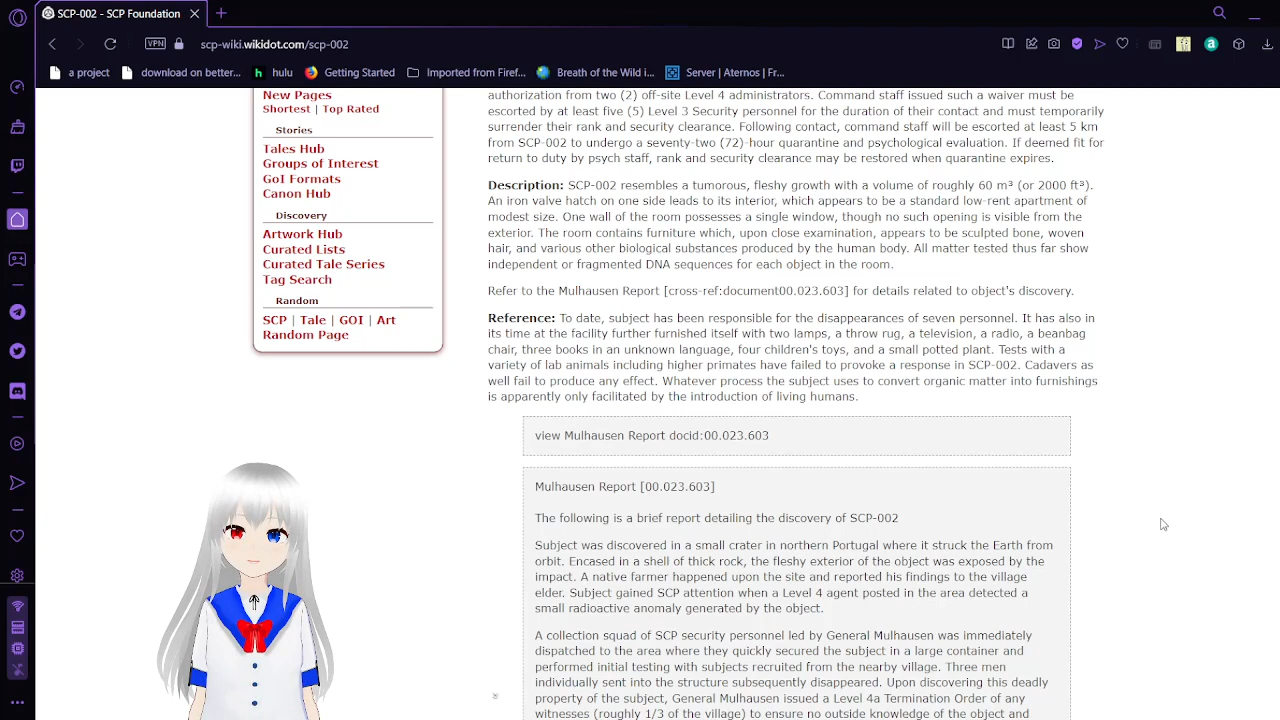 SCP-002 - SCP Foundation
VPN
scp-wiki.wikidot.com/scp-002
a project
download on better...
hulu
Getting Started
Imported from Firef...
Breath of the Wild i...
Server | Aternos | Fr...
New Pages
Shortest | Top Rated
Stories
Tales Hub
Groups of Interest
GoI Formats
Canon Hub
Discovery
Artwork Hub
Curated Lists
Curated Tale Series
Tag Search
Random
SCP | Tale | GOI | Art
Random Page
authorization from two (2) off-site Level 4 administrators. Command staff issued such a waiver must be
escorted by at least five (5) Level 3 Security personnel for the duration of their contact and must temporarily
surrender their rank and security clearance. Following contact, command staff will be escorted at least 5 km
from SCP-002 to undergo a seventy-two (72)-hour quarantine and psychological evaluation. If deemed fit for
return to duty by psych staff, rank and security clearance may be restored when quarantine expires.
Description: SCP-002 resembles a tumorous, fleshy growth with a volume of roughly 60 m³ (or 2000 ft³).
An iron valve hatch on one side leads to its interior, which appears to be a standard low-rent apartment of
modest size. One wall of the room possesses a single window, though no such opening is visible from the
exterior. The room contains furniture which, upon close examination, appears to be sculpted bone, woven
hair, and various other biological substances produced by the human body. All matter tested thus far show
independent or fragmented DNA sequences for each object in the room.
Refer to the Mulhausen Report [cross-ref:document00.023.603] for details related to object's discovery.
Reference: To date, subject has been responsible for the disappearances of seven personnel. It has also in
its time at the facility further furnished itself with two lamps, a throw rug, a television, a radio, a beanbag
chair, three books in an unknown language, four children's toys, and a small potted plant. Tests with a
variety of lab animals including higher primates have failed to provoke a response in SCP-002. Cadavers as
well fail to produce any effect. Whatever process the subject uses to convert organic matter into furnishings
is apparently only facilitated by the introduction of living humans.
view Mulhausen Report docid:00.023.603
Mulhausen Report [00.023.603]
The following is a brief report detailing the discovery of SCP-002
Subject was discovered in a small crater in northern Portugal where it struck the Earth from
orbit. Encased in a shell of thick rock, the fleshy exterior of the object was exposed by the
impact. A native farmer happened upon the site and reported his findings to the village
elder. Subject gained SCP attention when a Level 4 agent posted in the area detected a
small radioactive anomaly generated by the object.
A collection squad of SCP security personnel led by General Mulhausen was immediately
dispatched to the area where they quickly secured the subject in a large container and
performed initial testing with subjects recruited from the nearby village. Three men
individually sent into the structure subsequently disappeared. Upon discovering this deadly
property of the subject, General Mulhausen issued a Level 4a Termination Order of any
witnesses (roughly 1/3 of the village) to ensure no outside knowledge of the object and